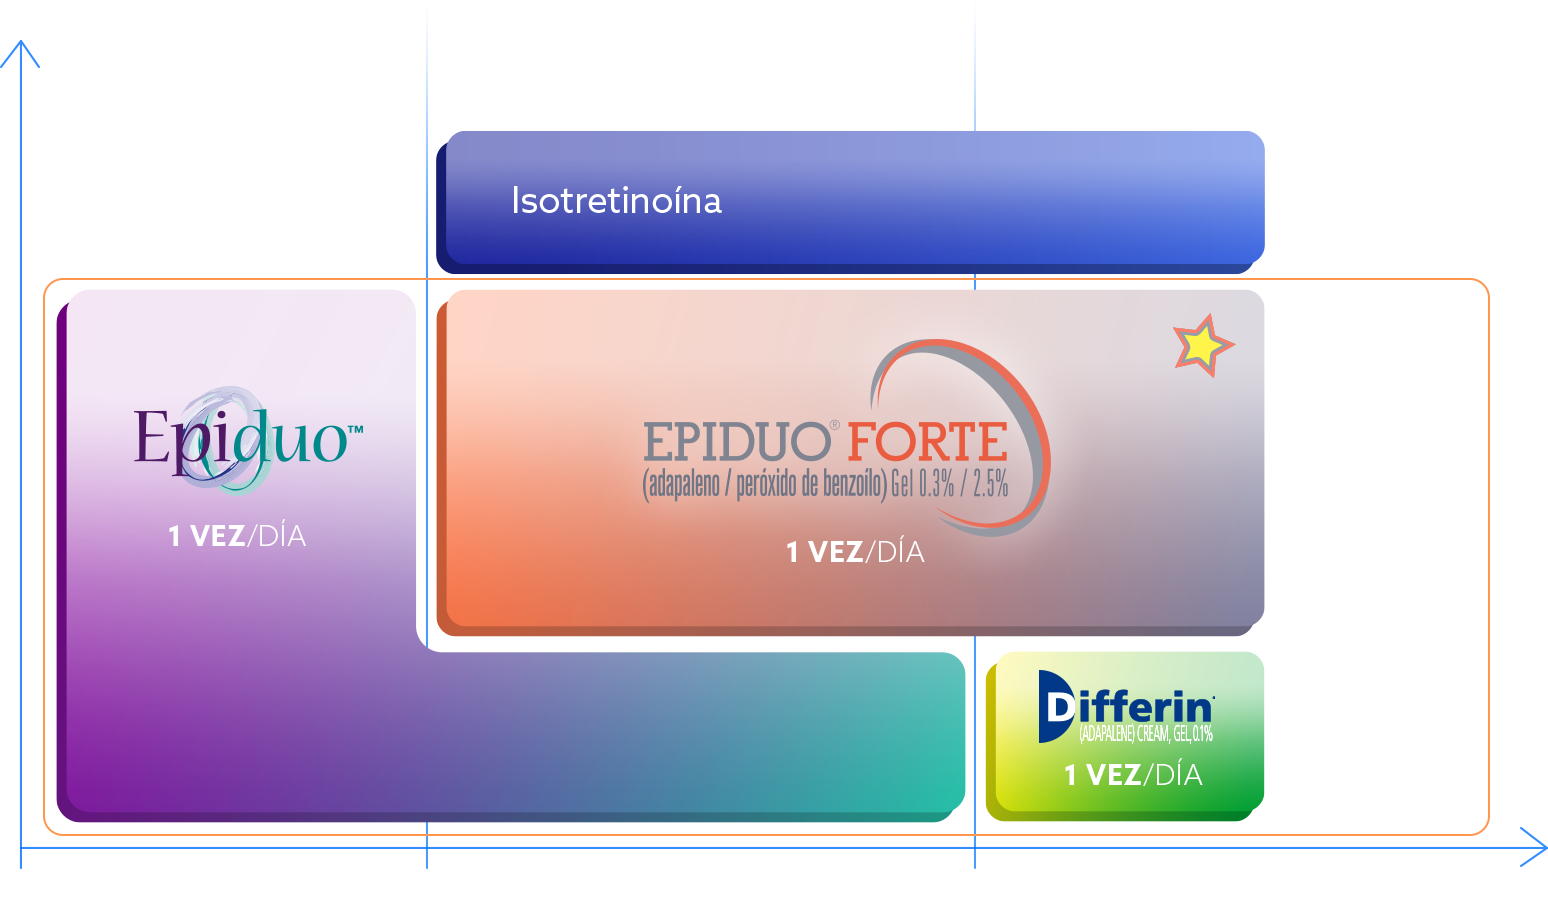 Isotretinoína
Epiduo™
1 VEZ/DÍA
EPIDUO® FORTE
(adapaleno / peróxido de benzoílo) Gel 0.3% / 2.5%
1 VEZ/DÍA
Differin
(ADAPALENE) CREAM, GEL, 0.1%
1 VEZ/DÍA